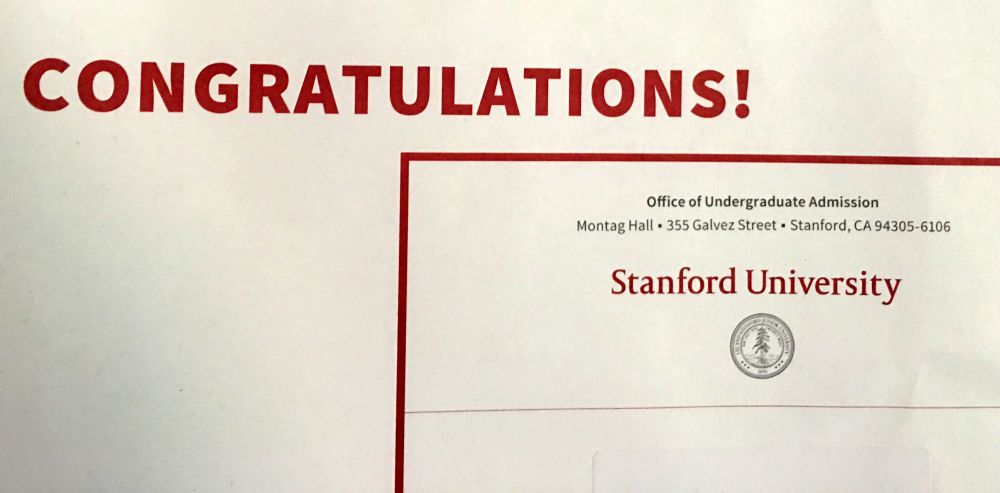 CONGRATULATIONS!
Office of Undergraduate Admission
Montag Hall ▪ 355 Galvez Street ▪ Stanford, CA 94305-6106
Stanford University